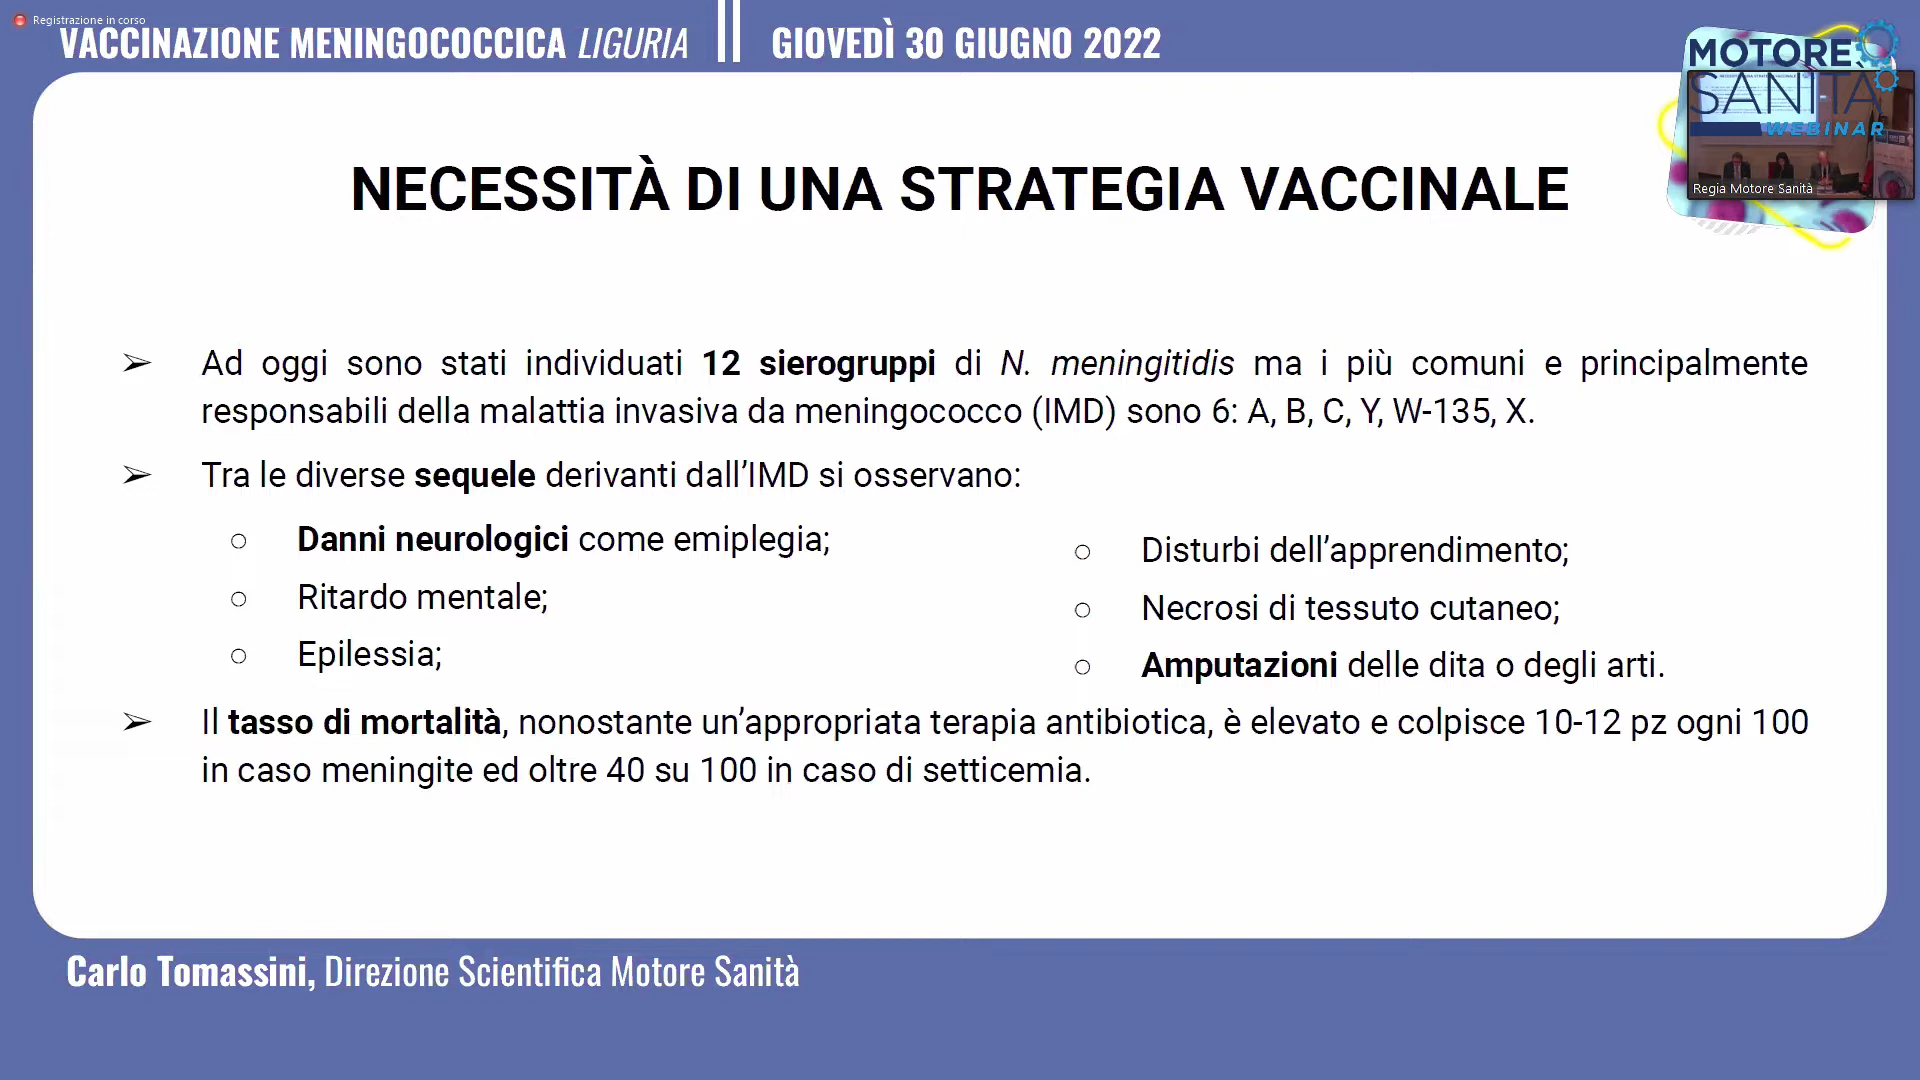 Registrazione in corso
VACCINAZIONE MENINGOCOCCICA LIGURIA || GIOVEDÌ 30 GIUGNO 2022
MOTORE
SANITÀ
WEBINAR
Regia Motore Sanità
NECESSITÀ DI UNA STRATEGIA VACCINALE
➢ Ad oggi sono stati individuati 12 sierogruppi di N. meningitidis ma i più comuni e principalmente
responsabili della malattia invasiva da meningococco (IMD) sono 6: A, B, C, Y, W-135, X.
➢ Tra le diverse sequele derivanti dall’IMD si osservano:
○ Danni neurologici come emiplegia;
○ Ritardo mentale;
○ Epilessia;
○ Disturbi dell’apprendimento;
○ Necrosi di tessuto cutaneo;
○ Amputazioni delle dita o degli arti.
➢ Il tasso di mortalità, nonostante un’appropriata terapia antibiotica, è elevato e colpisce 10-12 pz ogni 100
in caso meningite ed oltre 40 su 100 in caso di setticemia.
Carlo Tomassini, Direzione Scientifica Motore Sanità